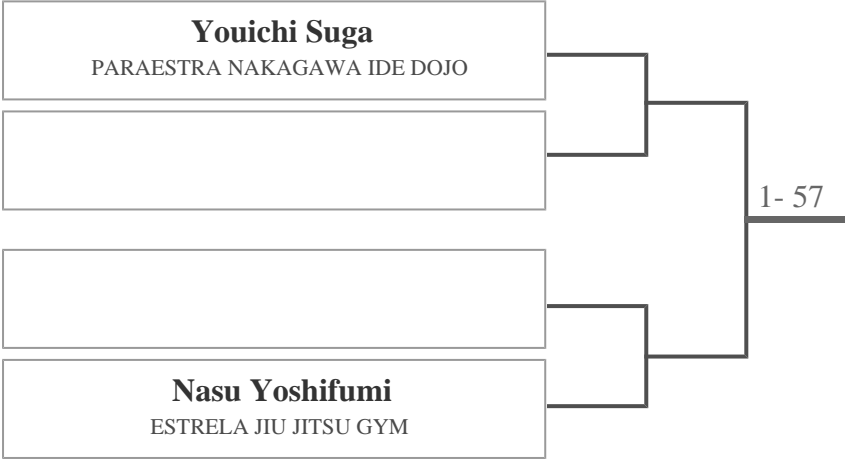 Youichi Suga
PARAESTRA NAKAGAWA IDE DOJO
1- 57
Nasu Yoshifumi
ESTRELA JIU JITSU GYM